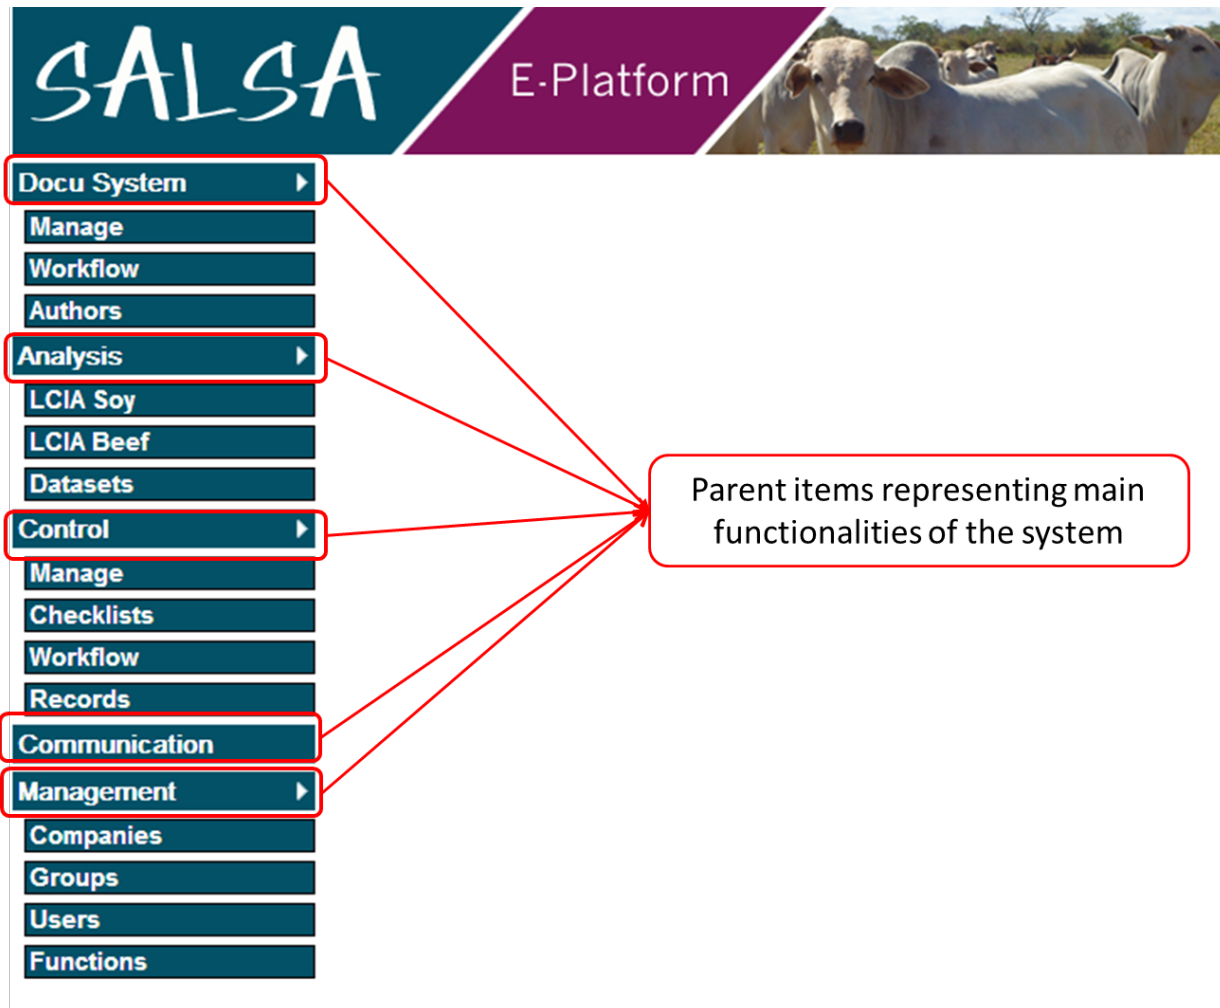 SALSA
E-Platform
Docu System
Manage
Workflow
Authors
Analysis
LCIA Soy
LCIA Beef
Datasets
Control
Manage
Checklists
Workflow
Records
Communication
Management
Companies
Groups
Users
Functions
Parent items representing main
functionalities of the system